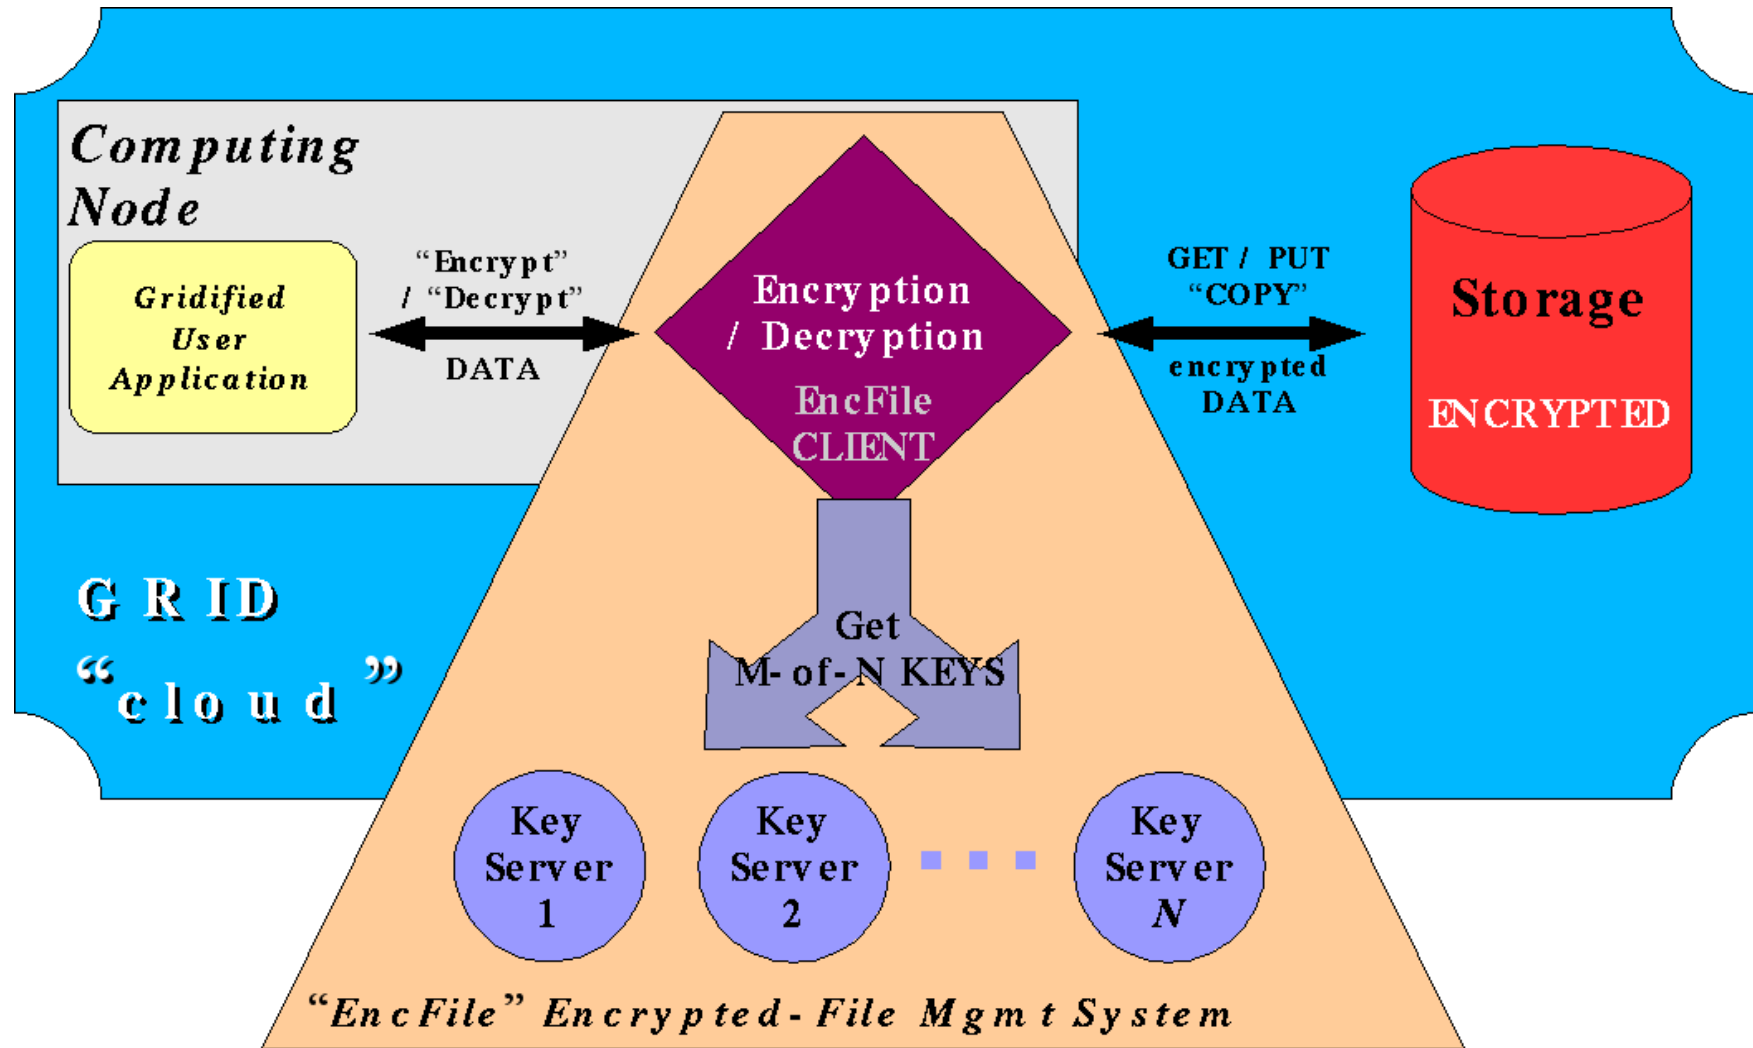 Computing
Node
Gridified
User
Application
“Encrypt”
/ “Decrypt”
DATA
Encryption
/ Decryption
EncFile
CLIENT
GET / PUT
“COPY”
encrypted
DATA
Storage
ENCRYPTED
GRID
“cloud”
Get
M-of-N KEYS
Key
Server
1
Key
Server
2
Key
Server
N
“EncFile” Encrypted-File Mgmt System